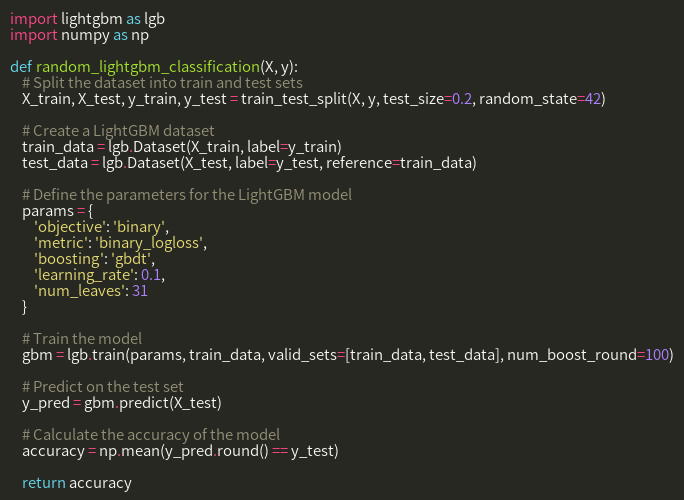 import lightgbm as lgb
import numpy as np
def random_lightgbm_classification(X, y):
# Split the dataset into train and test sets
X_train, X_test, y_train, y_test = train_test_split(X, y, test_size=0.2, random_state=42)
# Create a LightGBM dataset
train_data = lgb.Dataset(X_train, label=y_train)
test_data = lgb.Dataset(X_test, label=y_test, reference=train_data)
# Define the parameters for the LightGBM model
params = {
'objective': 'binary',
'metric': 'binary_logloss',
'boosting': 'gbdt',
'learning_rate': 0.1,
'num_leaves': 31
}
# Train the model
gbm = lgb.train(params, train_data, valid_sets=[train_data, test_data], num_boost_round=100)
# Predict on the test set
y_pred = gbm.predict(X_test)
# Calculate the accuracy of the model
accuracy = np.mean(y_pred.round() == y_test)
return accuracy